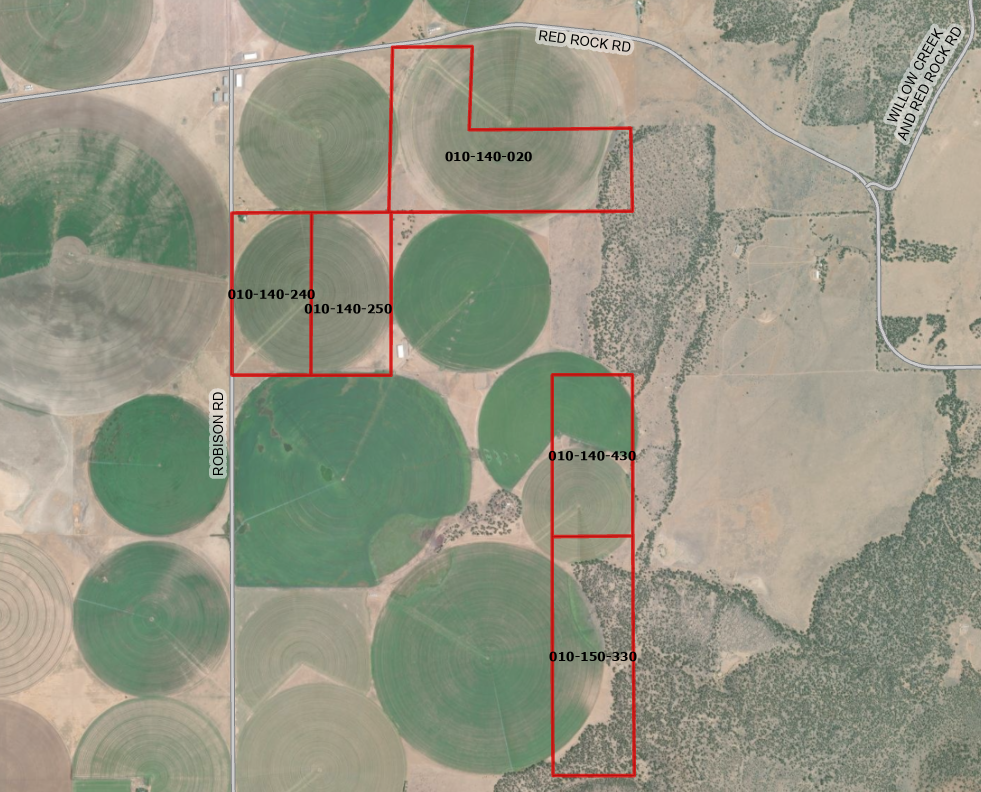 RED ROCK RD
WILLOW CREEK
AND RED ROCK RD
010-140-020
010-140-240
010-140-250
ROBISON RD
010-140-430
010-150-330